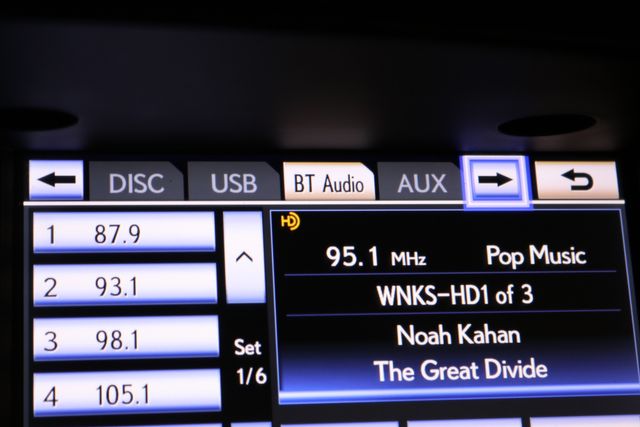 DISC USB BT Audio AUX
1 87.9
2 93.1
3 98.1
4 105.1
Set
1/6
HD
95.1 MHz Pop Music
WNKS-HD1 of 3
Noah Kahan
The Great Divide